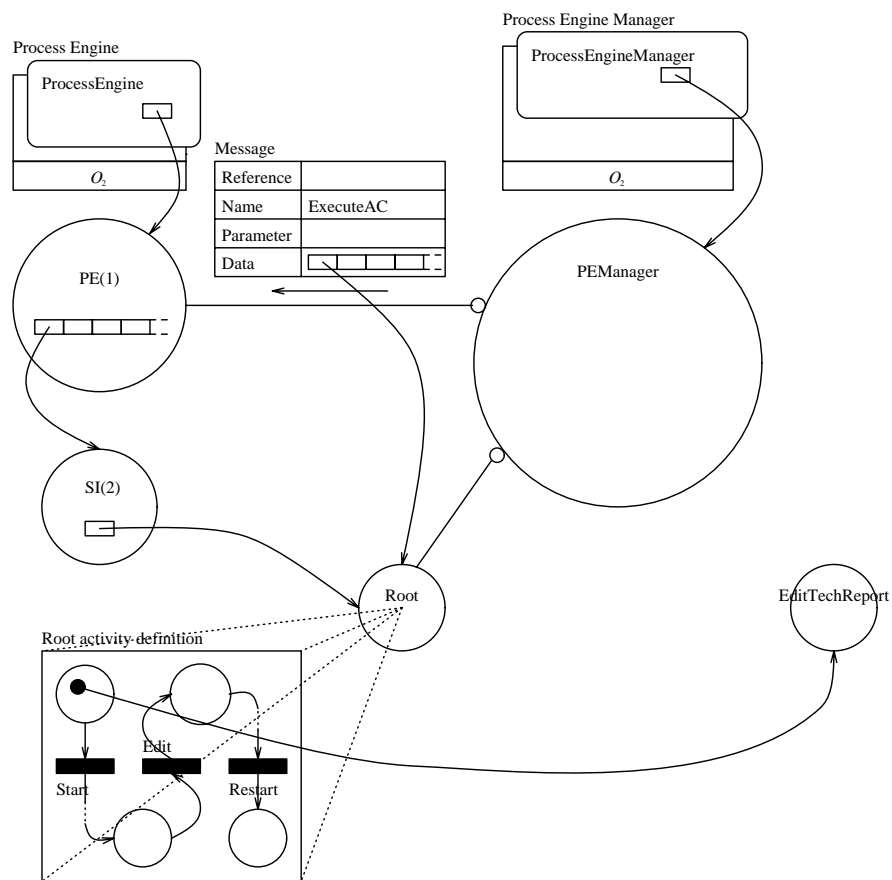 Process Engine Manager
Process Engine
ProcessEngineManager
ProcessEngine
Message
Reference
Name ExecuteAC
Parameter
Data
O₂
O₂
PE(1)
PEManager
SI(2)
Root
EditTechReport
Root activity definition
Edit
Start
Restart